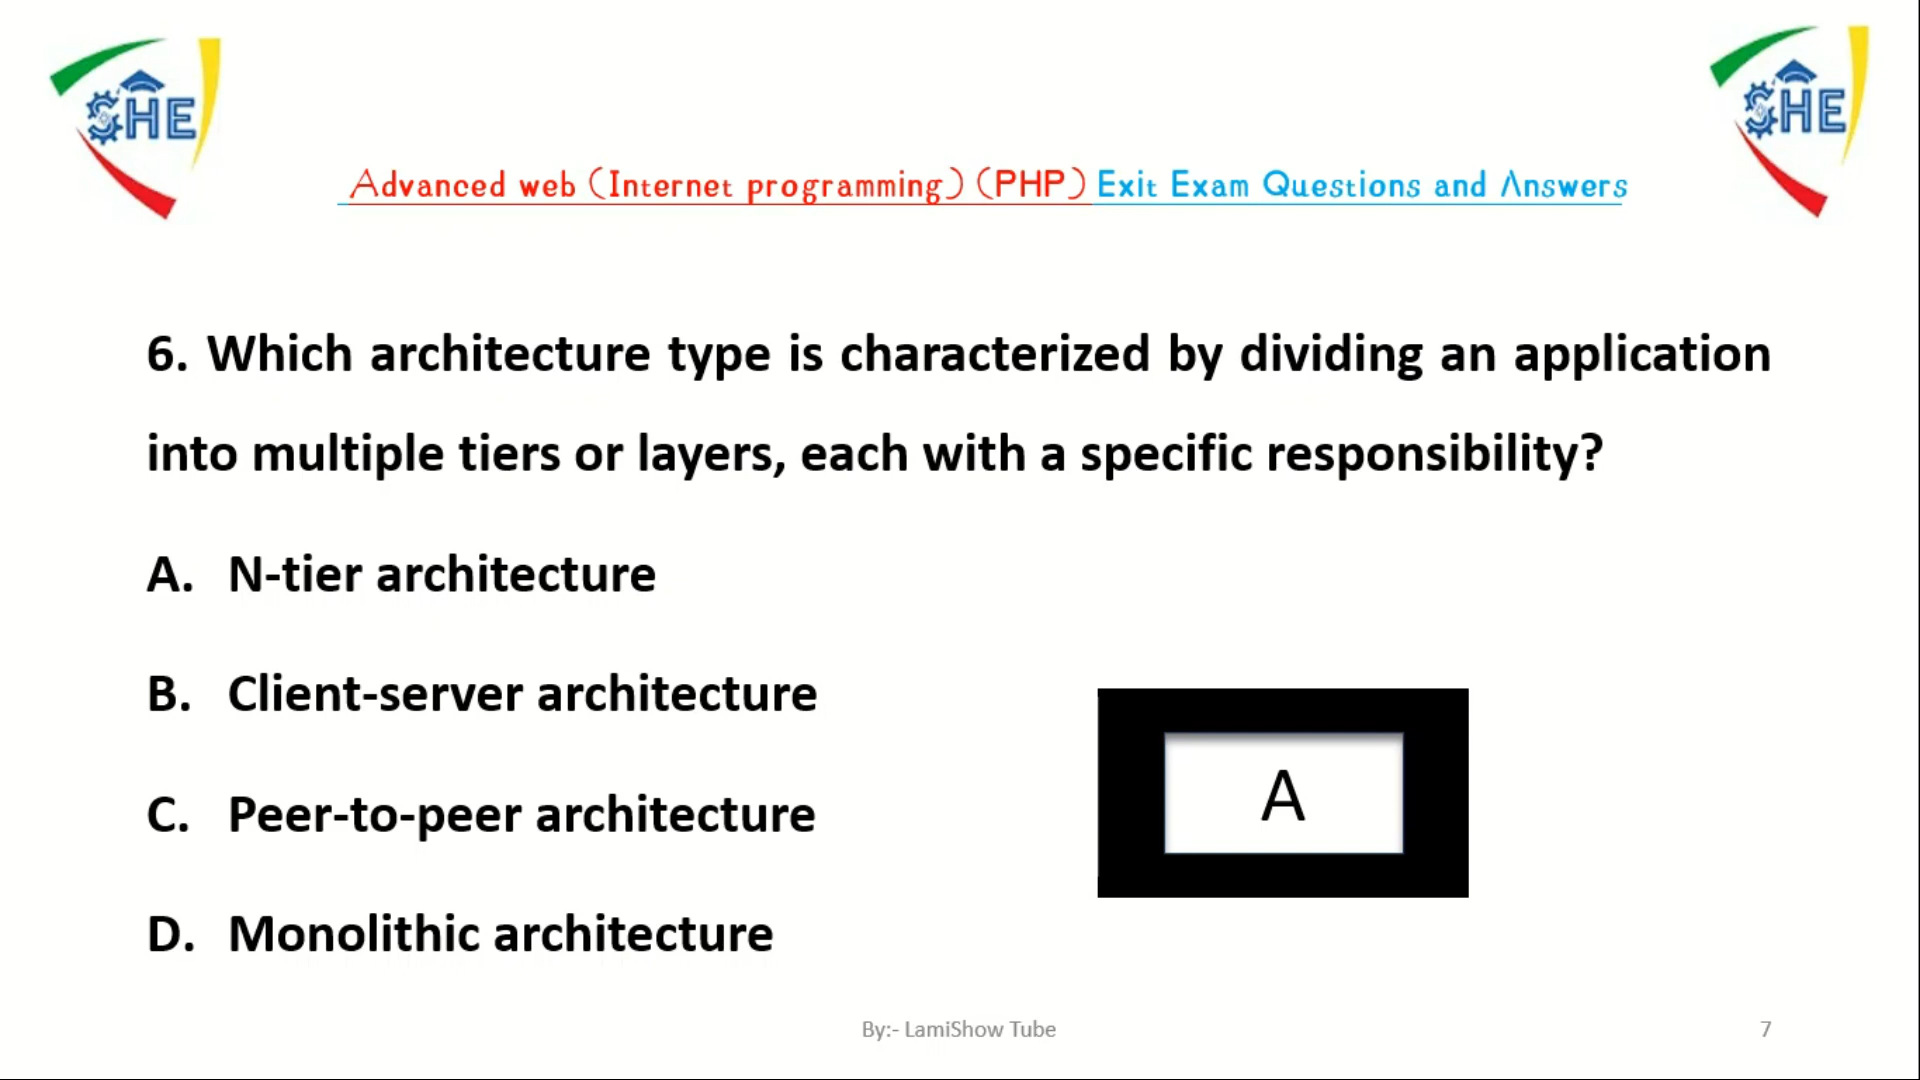 SHE
SHE
Advanced web (Internet programming) (PHP) Exit Exam Questions and Answers
6. Which architecture type is characterized by dividing an application
into multiple tiers or layers, each with a specific responsibility?
A. N-tier architecture
B. Client-server architecture
C. Peer-to-peer architecture
D. Monolithic architecture
A
By:- LamiShow Tube
7